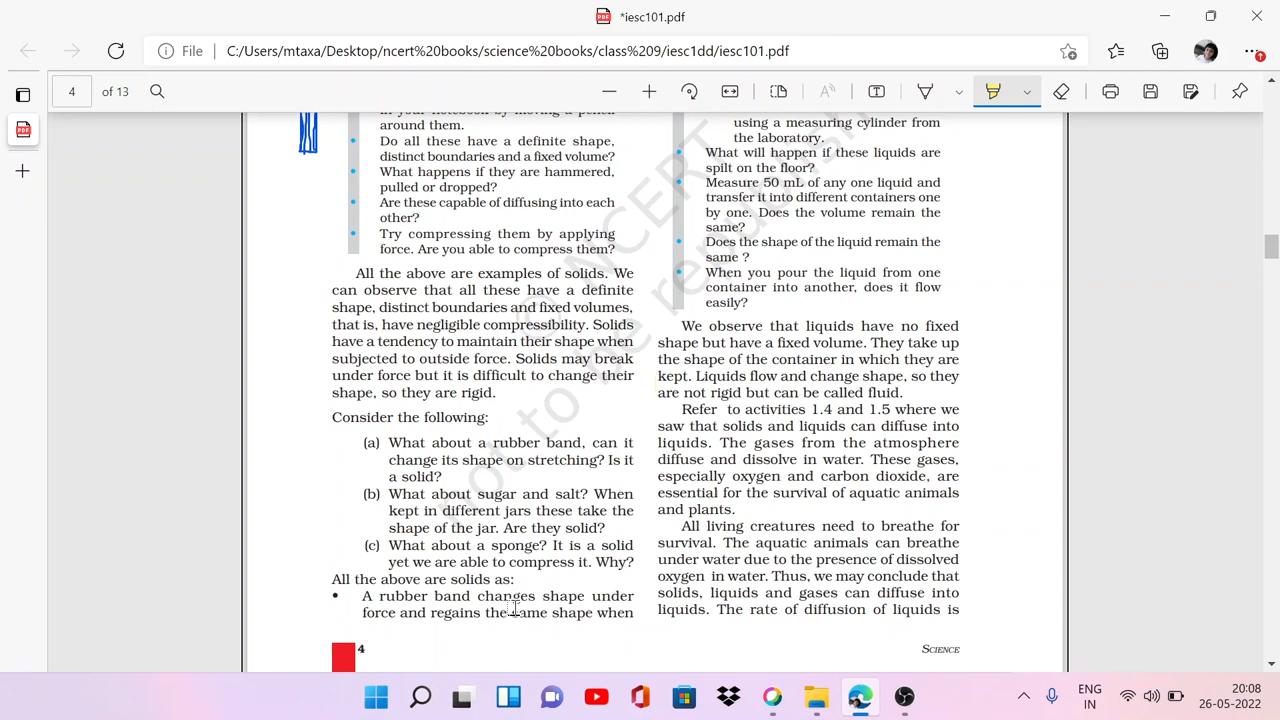 *iesc101.pdf
File
C:/Users/mtaxa/Desktop/ncert%20books/science%20books/class%209/iesc1dd/iesc101.pdf
4
of 13
in your notebook by moving a pencil
around them.
Do all these have a definite shape,
distinct boundaries and a fixed volume?
What happens if they are hammered,
pulled or dropped?
Are these capable of diffusing into each
other?
Try compressing them by applying
force. Are you able to compress them?
All the above are examples of solids. We
can observe that all these have a definite
shape, distinct boundaries and fixed volumes,
that is, have negligible compressibility. Solids
have a tendency to maintain their shape when
subjected to outside force. Solids may break
under force but it is difficult to change their
shape, so they are rigid.
Consider the following:
(a) What about a rubber band, can it
change its shape on stretching? Is it
a solid?
(b) What about sugar and salt? When
kept in different jars these take the
shape of the jar. Are they solid?
(c) What about a sponge? It is a solid
yet we are able to compress it. Why?
All the above are solids as:
• A rubber band changes shape under
force and regains the same shape when
using a measuring cylinder from
the laboratory.
What will happen if these liquids are
spilt on the floor?
Measure 50 mL of any one liquid and
transfer it into different containers one
by one. Does the volume remain the
same?
Does the shape of the liquid remain the
same ?
When you pour the liquid from one
container into another, does it flow
easily?
We observe that liquids have no fixed
shape but have a fixed volume. They take up
the shape of the container in which they are
kept. Liquids flow and change shape, so they
are not rigid but can be called fluid.
Refer to activities 1.4 and 1.5 where we
saw that solids and liquids can diffuse into
liquids. The gases from the atmosphere
diffuse and dissolve in water. These gases,
especially oxygen and carbon dioxide, are
essential for the survival of aquatic animals
and plants.
All living creatures need to breathe for
survival. The aquatic animals can breathe
under water due to the presence of dissolved
oxygen in water. Thus, we may conclude that
solids, liquids and gases can diffuse into
liquids. The rate of diffusion of liquids is
© NCERT
not to be republish
4
SCIENCE
ENG
IN
20:08
26-05-2022